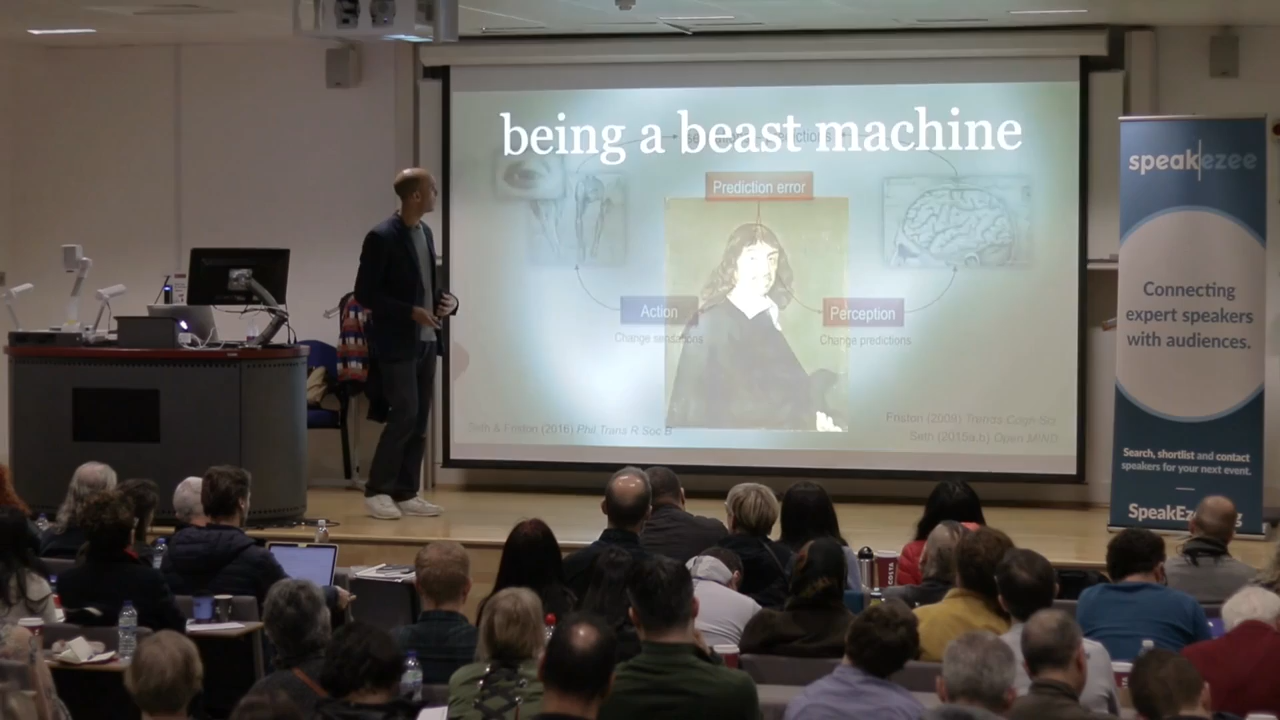 being a beast machine
Prediction error
Action
Change sensations
Perception
Change predictions
Seth & Friston (2016) Phil Trans R Soc B
Friston (2009) Trends Cogn Sci
Seth (2015a,b) Open MIND
speakezee
Connecting
expert speakers
with audiences.
Search, shortlist and contact
speakers for your next event.
COSTA